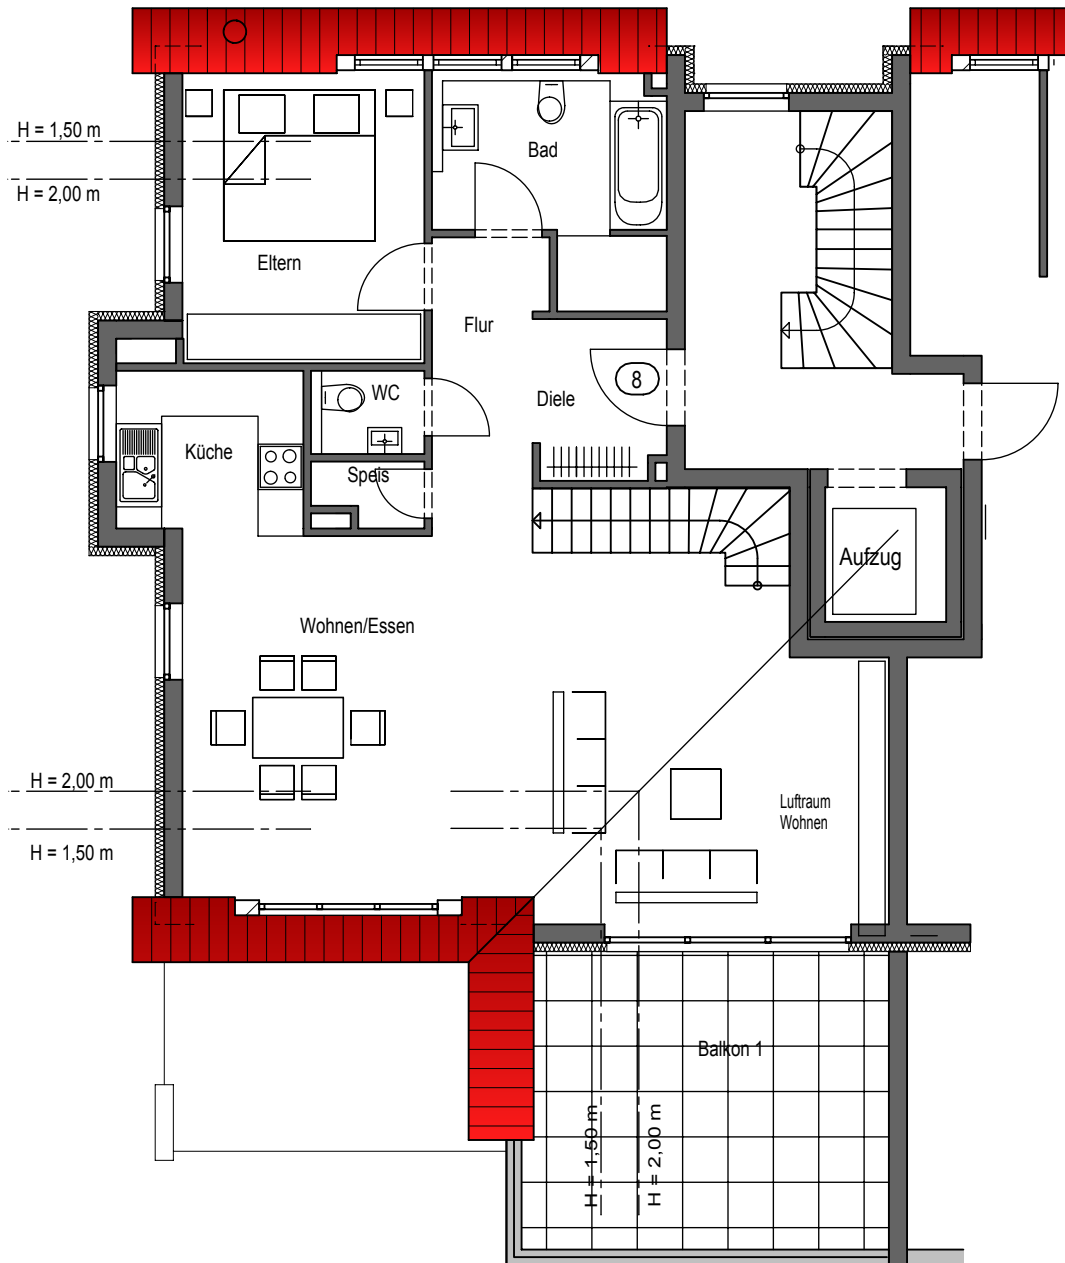 H = 1,50 m
H = 2,00 m
Bad
Eltern
Flur
WC
Diele
8
Küche
Speis
Aufzug
Wohnen/Essen
H = 2,00 m
H = 1,50 m
Luftraum
Wohnen
Balkon 1
H = 1,50 m
H = 2,00 m